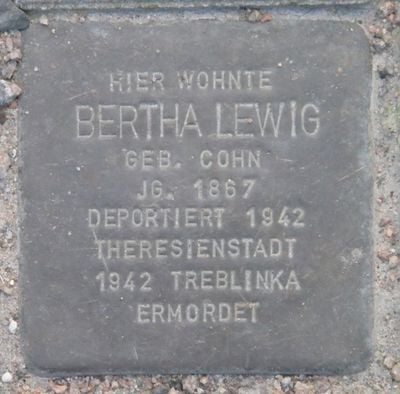 HIER WOHNTE
BERTHA LEWIG
GEB. COHN
JG. 1867
DEPORTIERT 1942
THERESIENSTADT
1942 TREBLINKA
ERMORDET